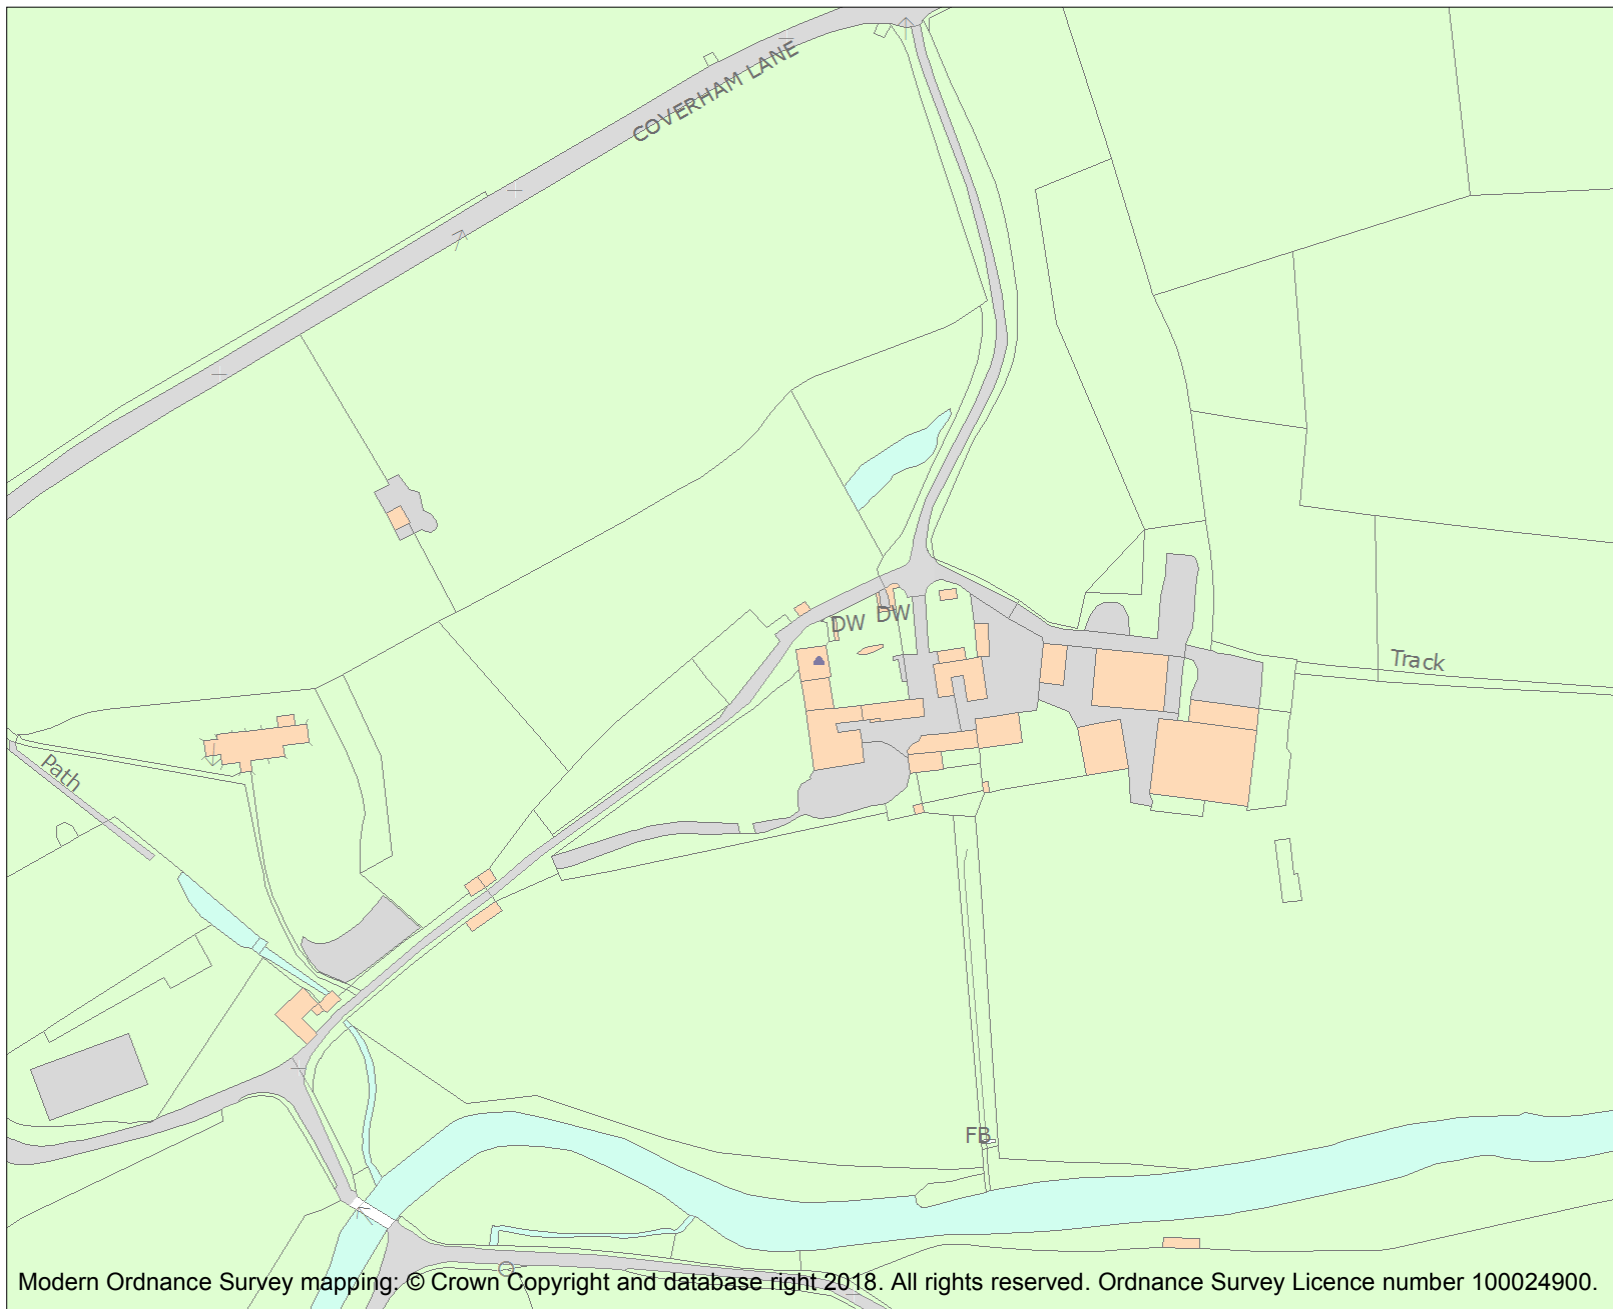 COVERHAM LANE
DW
DW
Track
Path
FB
Modern Ordnance Survey mapping: © Crown Copyright and database right 2018. All rights reserved. Ordnance Survey Licence number 100024900.